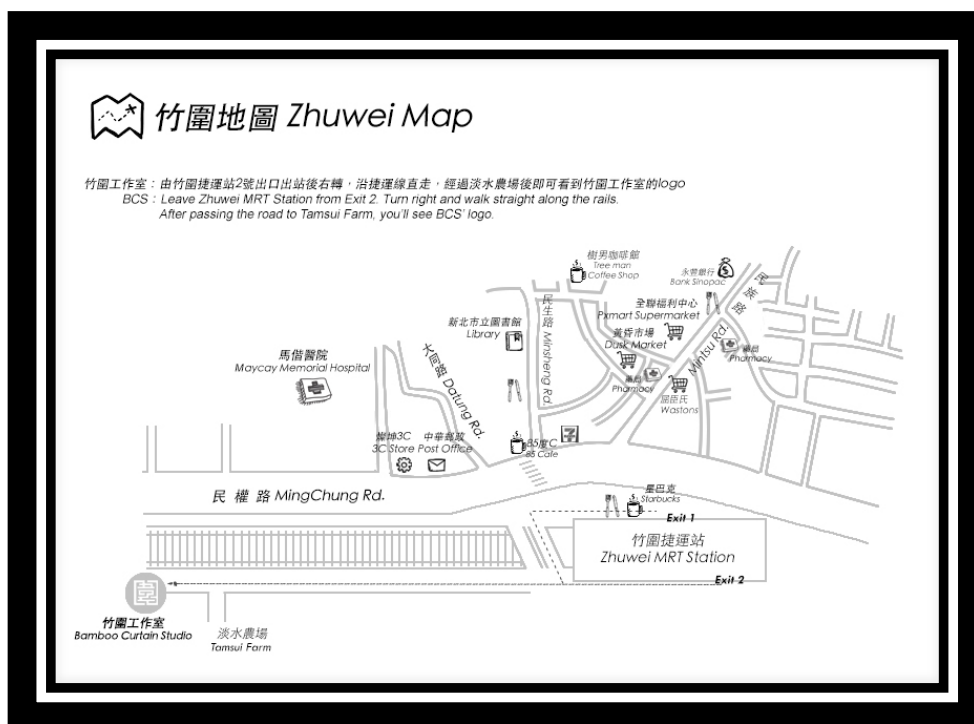 竹圍地圖 Zhuwei Map
竹圍工作室：由竹圍捷運站2號出口出站後右轉，沿捷運線直走，經過淡水農場後即可看到竹圍工作室的logo
BCS：Leave Zhuwei MRT Station from Exit 2. Turn right and walk straight along the rails.
After passing the road to Tamsui Farm, you'll see BCS' logo.
樹男咖啡館
Tree man
Coffee Shop
永豐銀行
Bank Sinopac
民族路
Mintsu Rd.
全聯福利中心
Pxmart Supermarket
黃昏市場
Dusk Market
藥局
Pharmacy
藥局
Pharmacy
屈臣氏
Wastons
新北市立圖書館
Library
民生路 Minsheng Rd.
馬偕醫院
Maycay Memorial Hospital
大同路 Datung Rd.
燦坤3C
3C Store
中華郵政
Post Office
85度C
85 Cafe
7
民權路 MingChung Rd.
星巴克
Starbucks
Exit 1
竹圍捷運站
Zhuwei MRT Station
Exit 2
圍
竹圍工作室
Bamboo Curtain Studio
淡水農場
Tamsui Farm